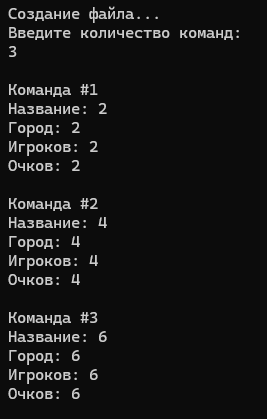 Создание файла...
Введите количество команд:
3
Команда #1
Название: 2
Город: 2
Игроков: 2
Очков: 2
Команда #2
Название: 4
Город: 4
Игроков: 4
Очков: 4
Команда #3
Название: 6
Город: 6
Игроков: 6
Очков: 6